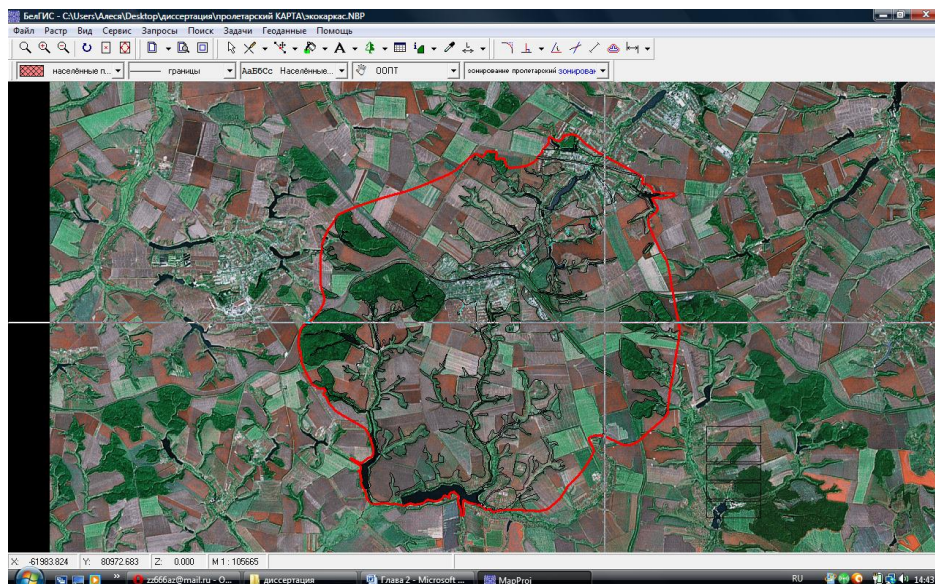 БелГИС - C:\Users\Алеся\Desktop\диссертация\пролетарский КАРТА\экокаркас.NBP
Файл Растр Вид Сервис Запросы Поиск Задачи Геоданные Помощь
населённые п... границы АаБбСс Населённые... ООПТ зонирование пролетарский зонирован
X: -61983.824 Y: 80972.683 Z: 0.000 М 1 : 105665
zz666az@mail.ru - O... диссертация Глава 2 - Microsoft ... MapProj RU 14:43